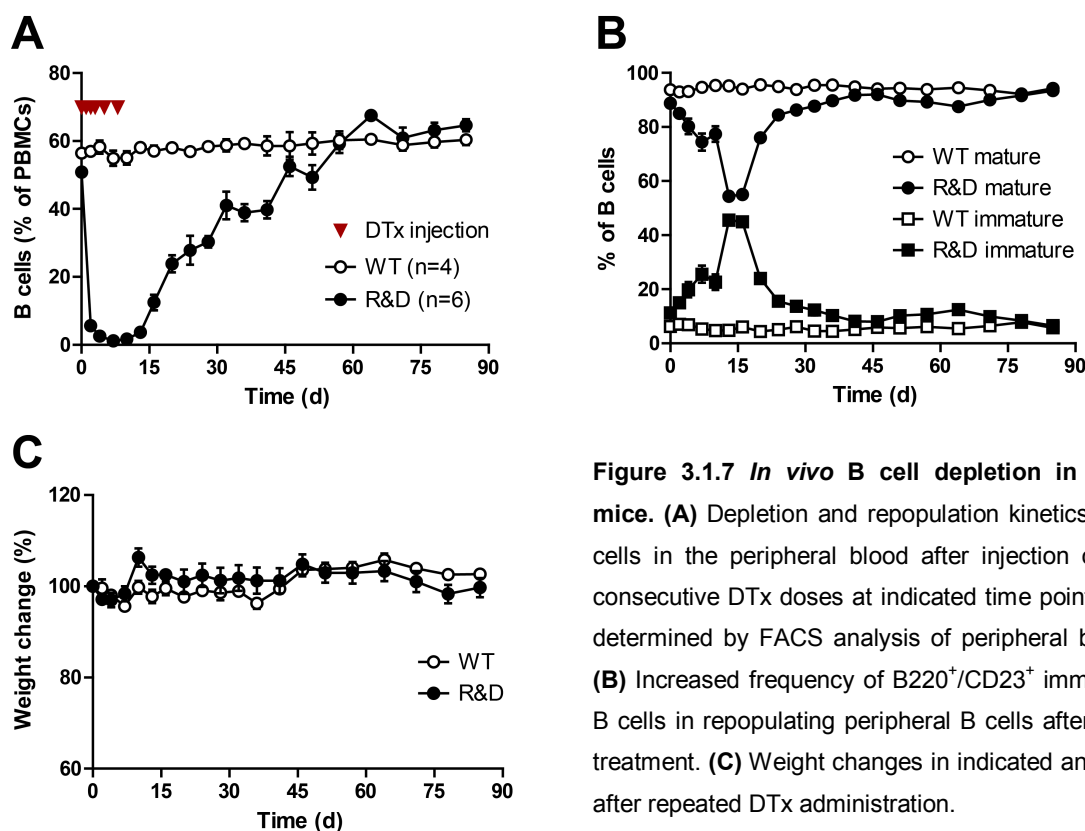 A
80
60
40
20
0
B cells (% of PBMCs)
DTx injection
WT (n=4)
R&D (n=6)
0 15 30 45 60 75 90
Time (d)
B
100
80
60
40
20
0
% of B cells
WT mature
R&D mature
WT immature
R&D immature
0 15 30 45 60 75 90
Time (d)
C
120
100
80
60
Weight change (%)
WT
R&D
0 15 30 45 60 75 90
Time (d)
Figure 3.1.7 In vivo B cell depletion in
mice. (A) Depletion and repopulation kinetics
cells in the peripheral blood after injection
consecutive DTx doses at indicated time point
determined by FACS analysis of peripheral b
(B) Increased frequency of B220+/CD23+ imm
B cells in repopulating peripheral B cells after
treatment. (C) Weight changes in indicated an
after repeated DTx administration.